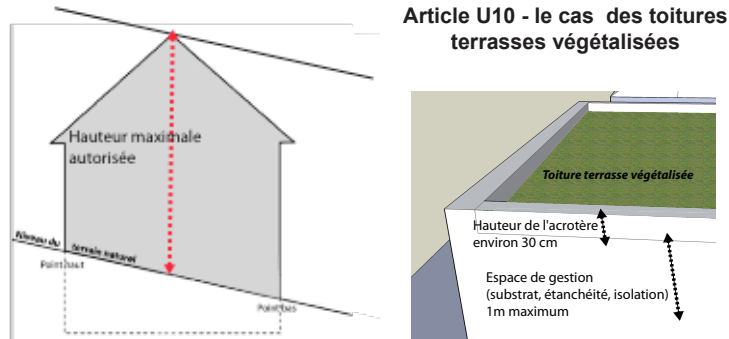 Article U10 - le cas des toitures
terrasses végétalisées
Hauteur maximale
autorisée
Niveau du terrain naturel
Point haut
Point bas
Toiture terrasse végétalisée
Hauteur de l'acrotère
environ 30 cm
Espace de gestion
(substrat, étanchéité, isolation)
1m maximum